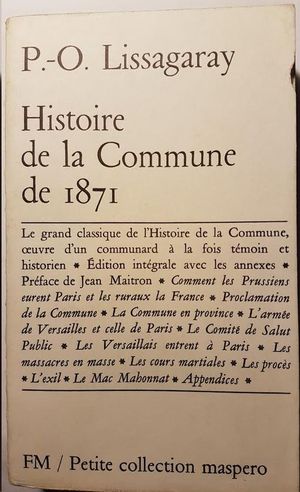 P.-O. Lissagaray
Histoire
de la Commune
de 1871
Le grand classique de l'Histoire de la Commune,
œuvre d'un communard à la fois témoin et
historien * Édition intégrale avec les annexes *
Préface de Jean Maitron * Comment les Prussiens
eurent Paris et les ruraux la France * Proclamation
de la Commune * La Commune en province * L'armée
de Versailles et celle de Paris * Le Comité de Salut
Public * Les Versaillais entrent à Paris * Les
massacres en masse * Les cours martiales * Les procès
* L'exil * Le Mac Mahonnat * Appendices *
FM / Petite collection maspero